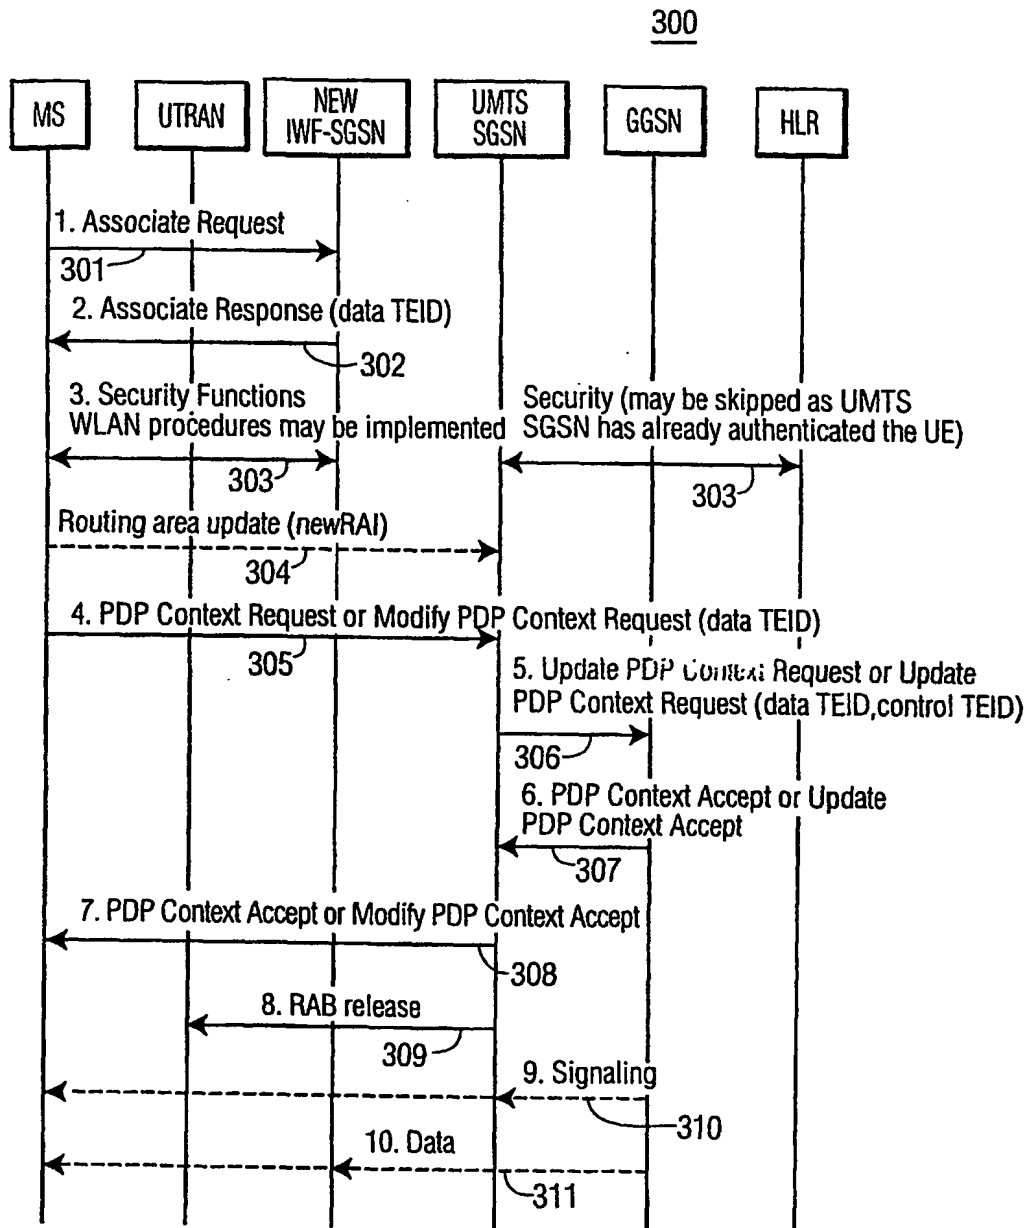 300
MS
UTRAN
NEW
IWF-SGSN
UMTS
SGSN
GGSN
HLR
1. Associate Request
301
2. Associate Response (data TEID)
302
3. Security Functions
WLAN procedures may be implemented
303
Security (may be skipped as UMTS
SGSN has already authenticated the UE)
303
Routing area update (newRAI)
304
4. PDP Context Request or Modify PDP Context Request (data TEID)
305
5. Update PDP Context Request or Update
PDP Context Request (data TEID,control TEID)
306
6. PDP Context Accept or Update
PDP Context Accept
307
7. PDP Context Accept or Modify PDP Context Accept
308
8. RAB release
309
9. Signaling
310
10. Data
311